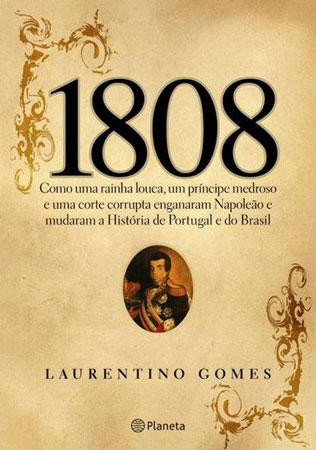 1808
Como uma rainha louca, um príncipe medroso
e uma corte corrupta enganaram Napoleão e
mudaram a História de Portugal e do Brasil
LAURENTINO GOMES
Planeta